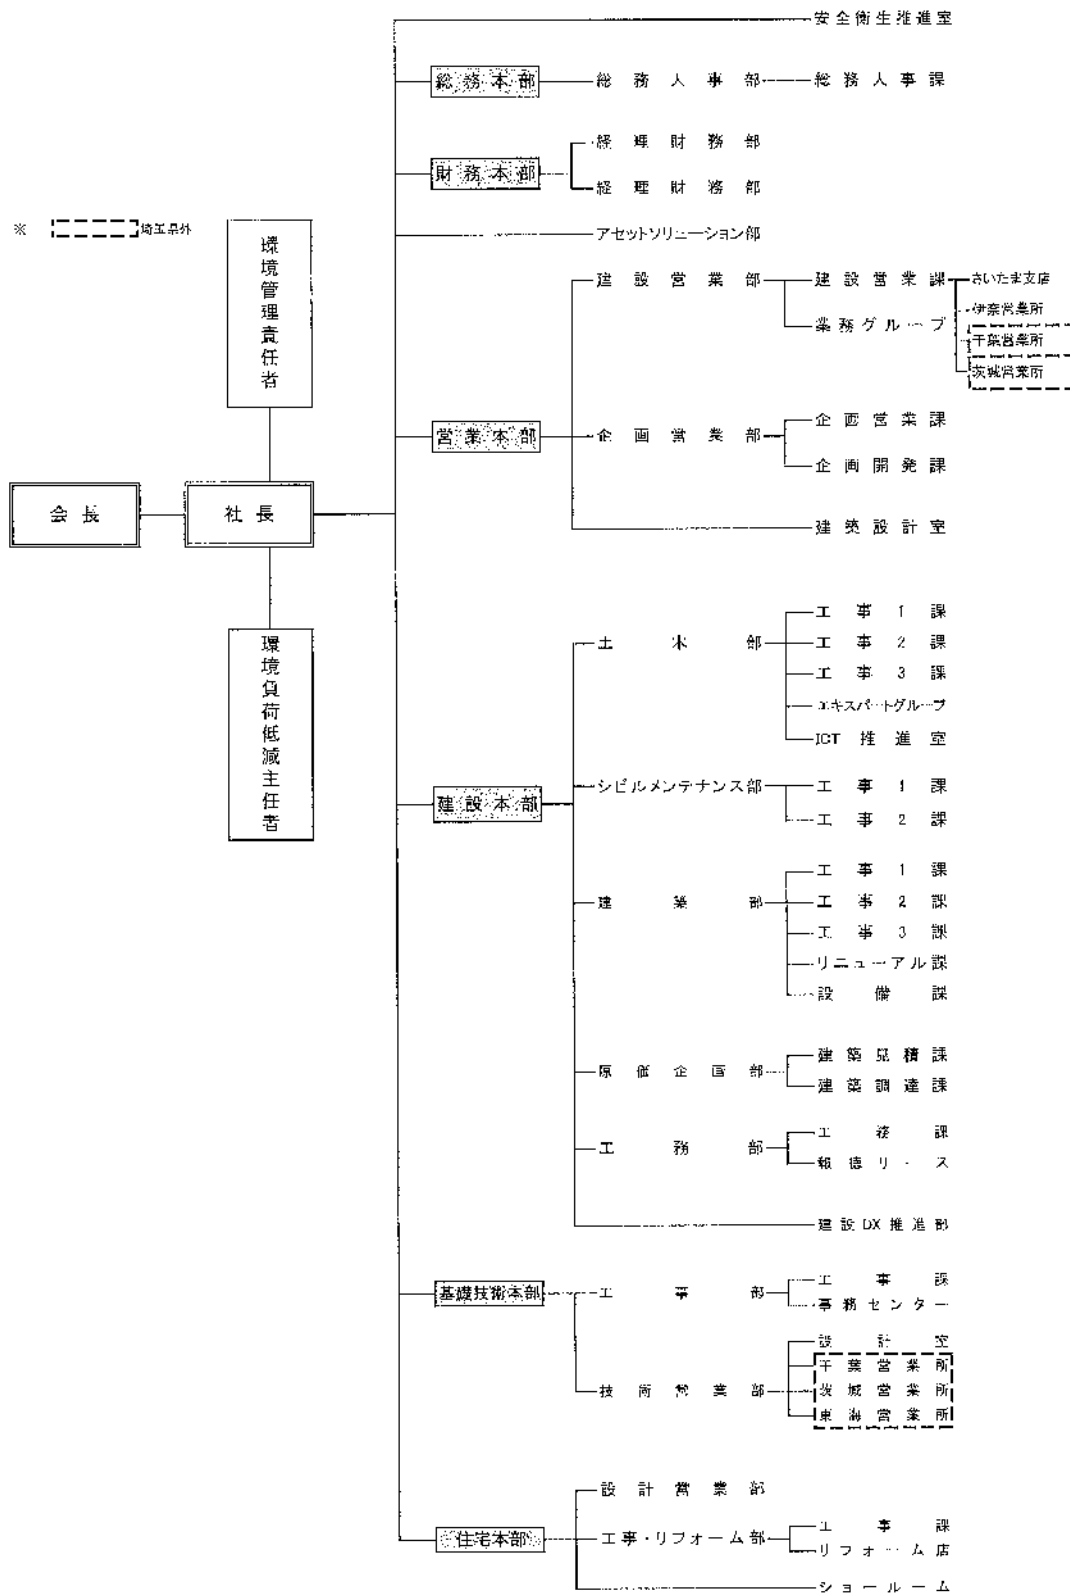 安全衛生推進室
総務本部 総務人事部 総務人事課
経理財務部
財務本部
経理財務部
※ 埼玉県外
アセットソリューション部
環境管理責任者
建設営業部 建設営業課 さいたま支店
伊奈営業所
業務グループ
千葉営業所
茨城営業所
企画営業課
営業本部 企画営業部
企画開発課
会長 社長
建築設計室
工事1課
土木部 工事2課
工事3課
エキスパートグループ
ICT推進室
環境負荷低減主任者
シビルメンテナンス部 工事1課
建設本部
工事2課
工事1課
建築部 工事2課
工事3課
リニューアル課
設備課
建築見積課
原価企画部
建築調達課
工務課
工務部
報徳リース
建設DX推進部
工事課
基礎技術本部 工事部
事務センター
設計室
千葉営業所
技術営業部 茨城営業所
東海営業所
設計営業部
工事課
住宅本部 工事・リフォーム部
リフォーム店
ショールーム